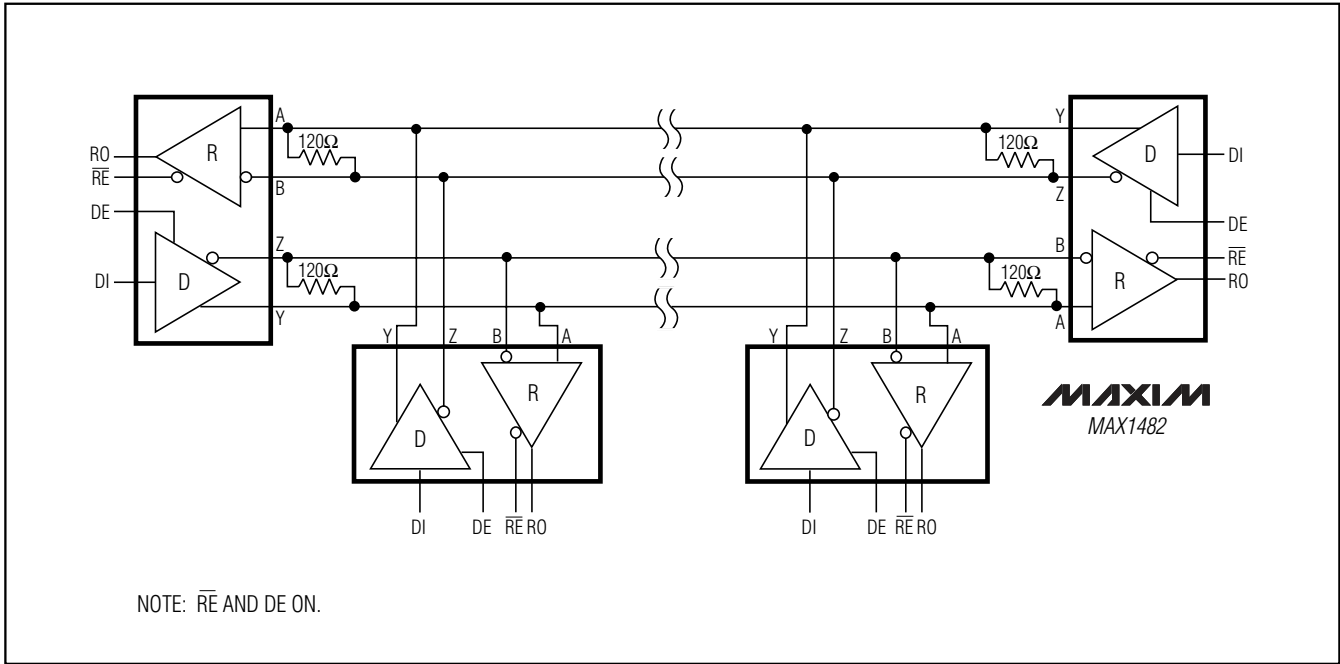 A
Y
120Ω
120Ω
RO
R
D
DI
RE
B
Z
DE
DE
Z
B
RE
DI
D
120Ω
120Ω
R
RO
Y
A
Y
Z
B
A
Y
Z
B
A
D
R
D
R
MAXIM
MAX1482
DI
DE
RE
RO
DI
DE
RE
RO
NOTE: RE AND DE ON.